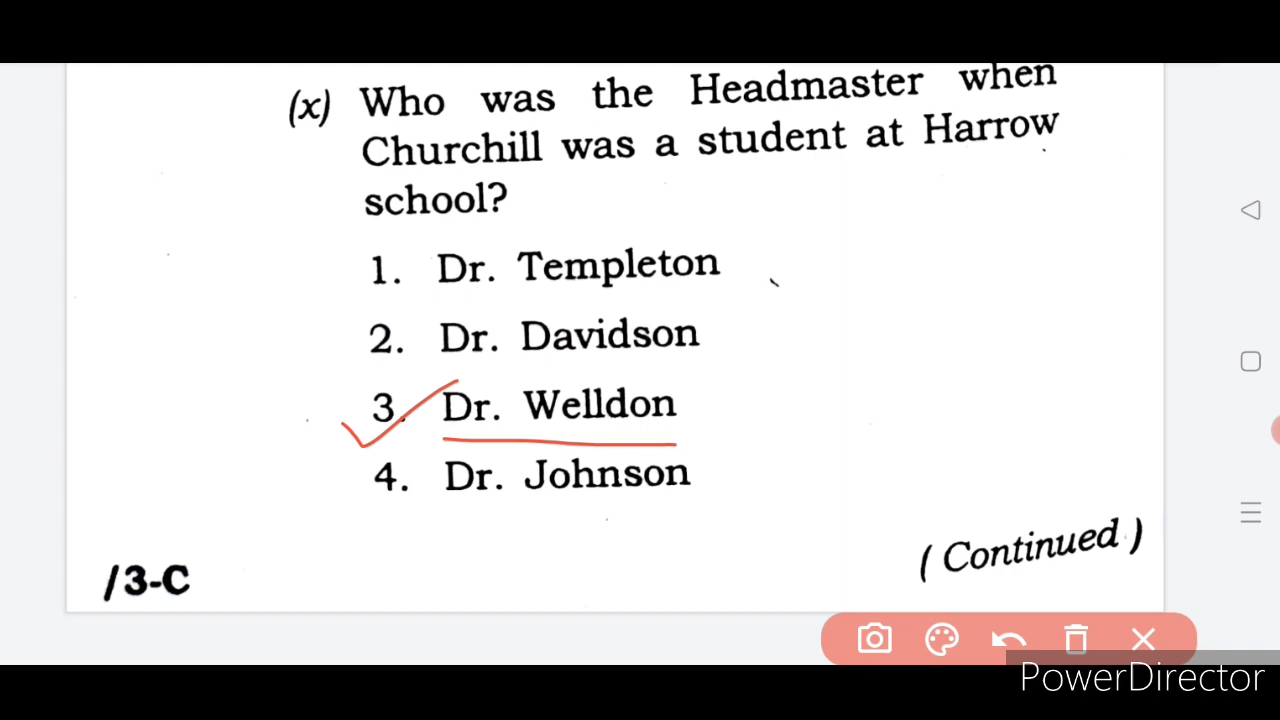 (x) Who was the Headmaster when
Churchill was a student at Harrow
school?
1. Dr. Templeton
2. Dr. Davidson
3. Dr. Welldon
4. Dr. Johnson
( Continued )
/3-C
PowerDirector